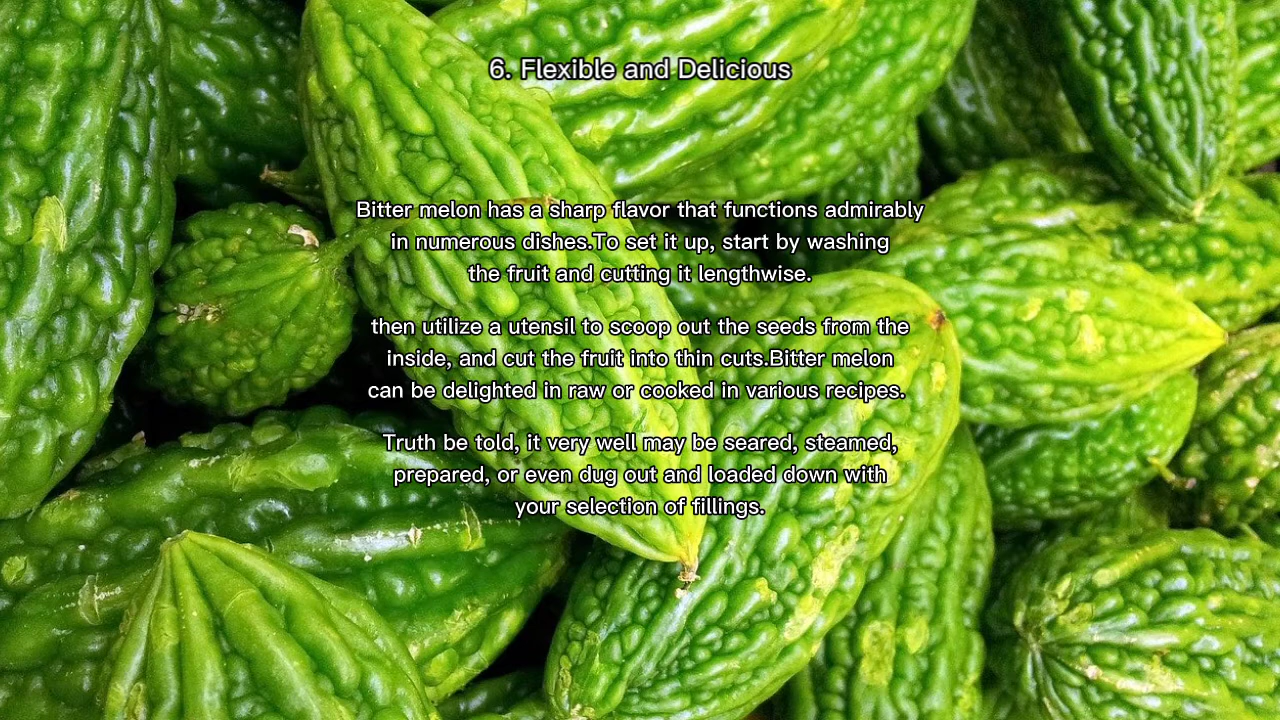 6. Flexible and Delicious
Bitter melon has a sharp flavor that functions admirably
in numerous dishes.To set it up, start by washing
the fruit and cutting it lengthwise.
then utilize a utensil to scoop out the seeds from the
inside, and cut the fruit into thin cuts.Bitter melon
can be delighted in raw or cooked in various recipes.
Truth be told, it very well may be seared, steamed,
prepared, or even dug out and loaded down with
your selection of fillings.